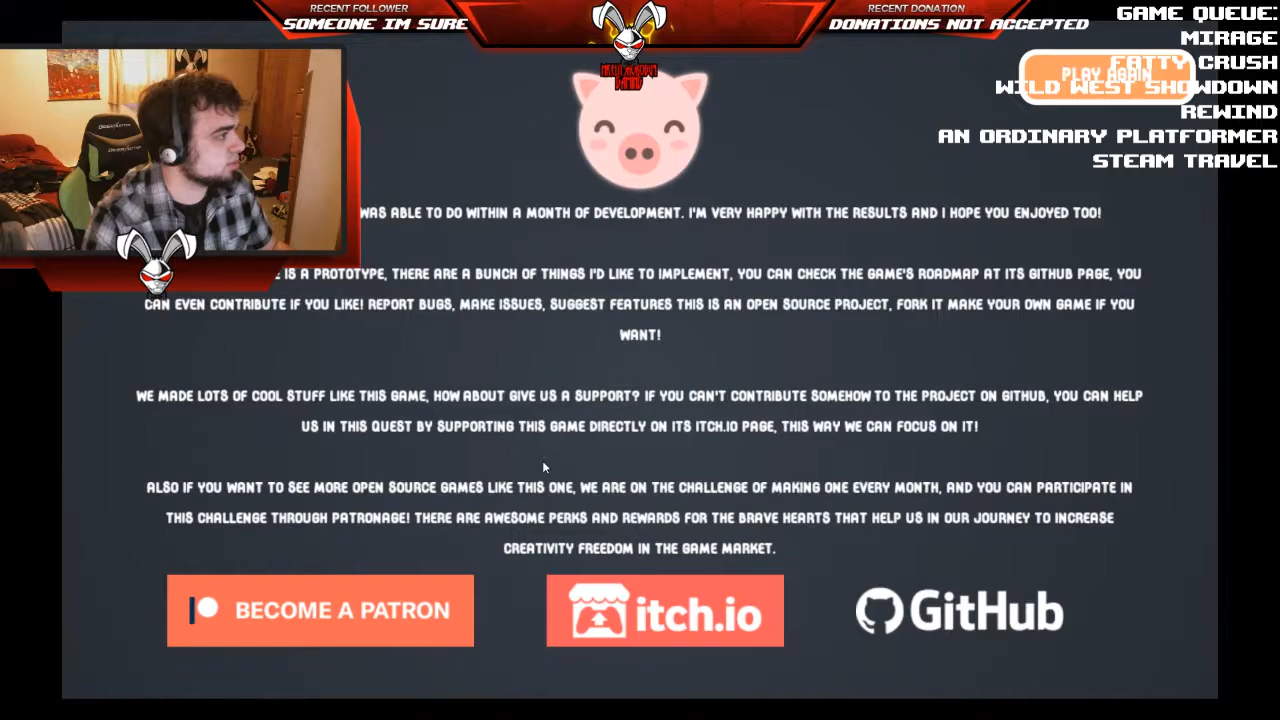 RECENT FOLLOWER
SOMEONE IM SURE
RECENT DONATION
DONATIONS NOT ACCEPTED
GAME QUEUE:
MIRAGE
FATTY CRUSH
WILD WEST SHOWDOWN
REWIND
AN ORDINARY PLATFORMER
STEAM TRAVEL
PLAY AGAIN
GAMING
WAS ABLE TO DO WITHIN A MONTH OF DEVELOPMENT. I'M VERY HAPPY WITH THE RESULTS AND I HOPE YOU ENJOYED TOO!
IS A PROTOTYPE, THERE ARE A BUNCH OF THINGS I'D LIKE TO IMPLEMENT, YOU CAN CHECK THE GAME'S ROADMAP AT ITS GITHUB PAGE, YOU
CAN EVEN CONTRIBUTE IF YOU LIKE! REPORT BUGS, MAKE ISSUES, SUGGEST FEATURES THIS IS AN OPEN SOURCE PROJECT, FORK IT MAKE YOUR OWN GAME IF YOU
WANT!
WE MADE LOTS OF COOL STUFF LIKE THIS GAME, HOW ABOUT GIVE US A SUPPORT? IF YOU CAN'T CONTRIBUTE SOMEHOW TO THE PROJECT ON GITHUB, YOU CAN HELP
US IN THIS QUEST BY SUPPORTING THIS GAME DIRECTLY ON ITS ITCH.IO PAGE, THIS WAY WE CAN FOCUS ON IT!
ALSO IF YOU WANT TO SEE MORE OPEN SOURCE GAMES LIKE THIS ONE, WE ARE ON THE CHALLENGE OF MAKING ONE EVERY MONTH, AND YOU CAN PARTICIPATE IN
THIS CHALLENGE THROUGH PATRONAGE! THERE ARE AWESOME PERKS AND REWARDS FOR THE BRAVE HEARTS THAT HELP US IN OUR JOURNEY TO INCREASE
CREATIVITY FREEDOM IN THE GAME MARKET.
BECOME A PATRON
itch.io
GitHub